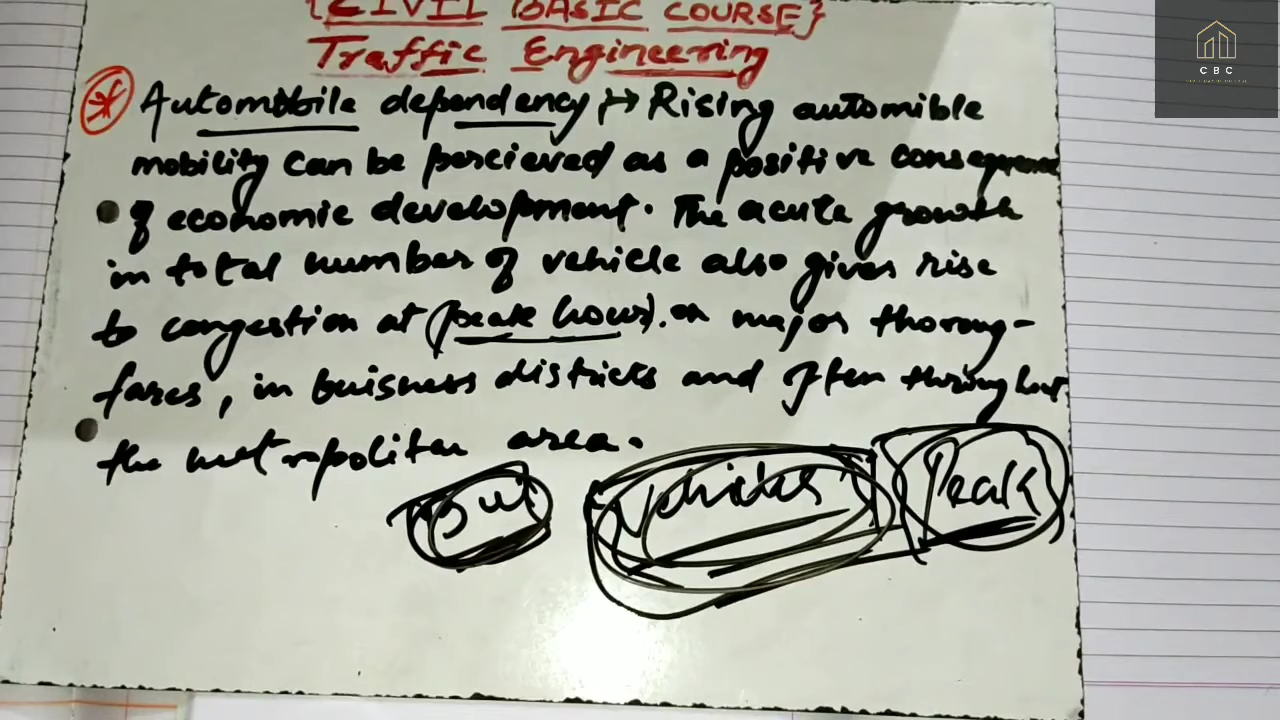 {CIVIL BASIC COURSE}
Traffic Engineering
Automobile dependency :→ Rising automible
mobility can be percieved as a positive consequence
of economic development. The acute growth
in total number of vehicle also gives rise
to congestion at (peak hours). on major thoroug-
fares, in buisness districts and often throughout
the metropoliten area.
Vehicles Peak
CBC